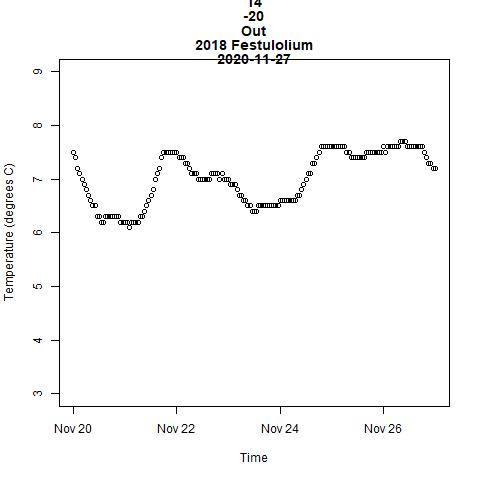 14
-20
Out
2018 Festulolium
2020-11-27
9
8
7
6
5
4
3
Temperature (degrees C)
Nov 20
Nov 22
Nov 24
Nov 26
Time